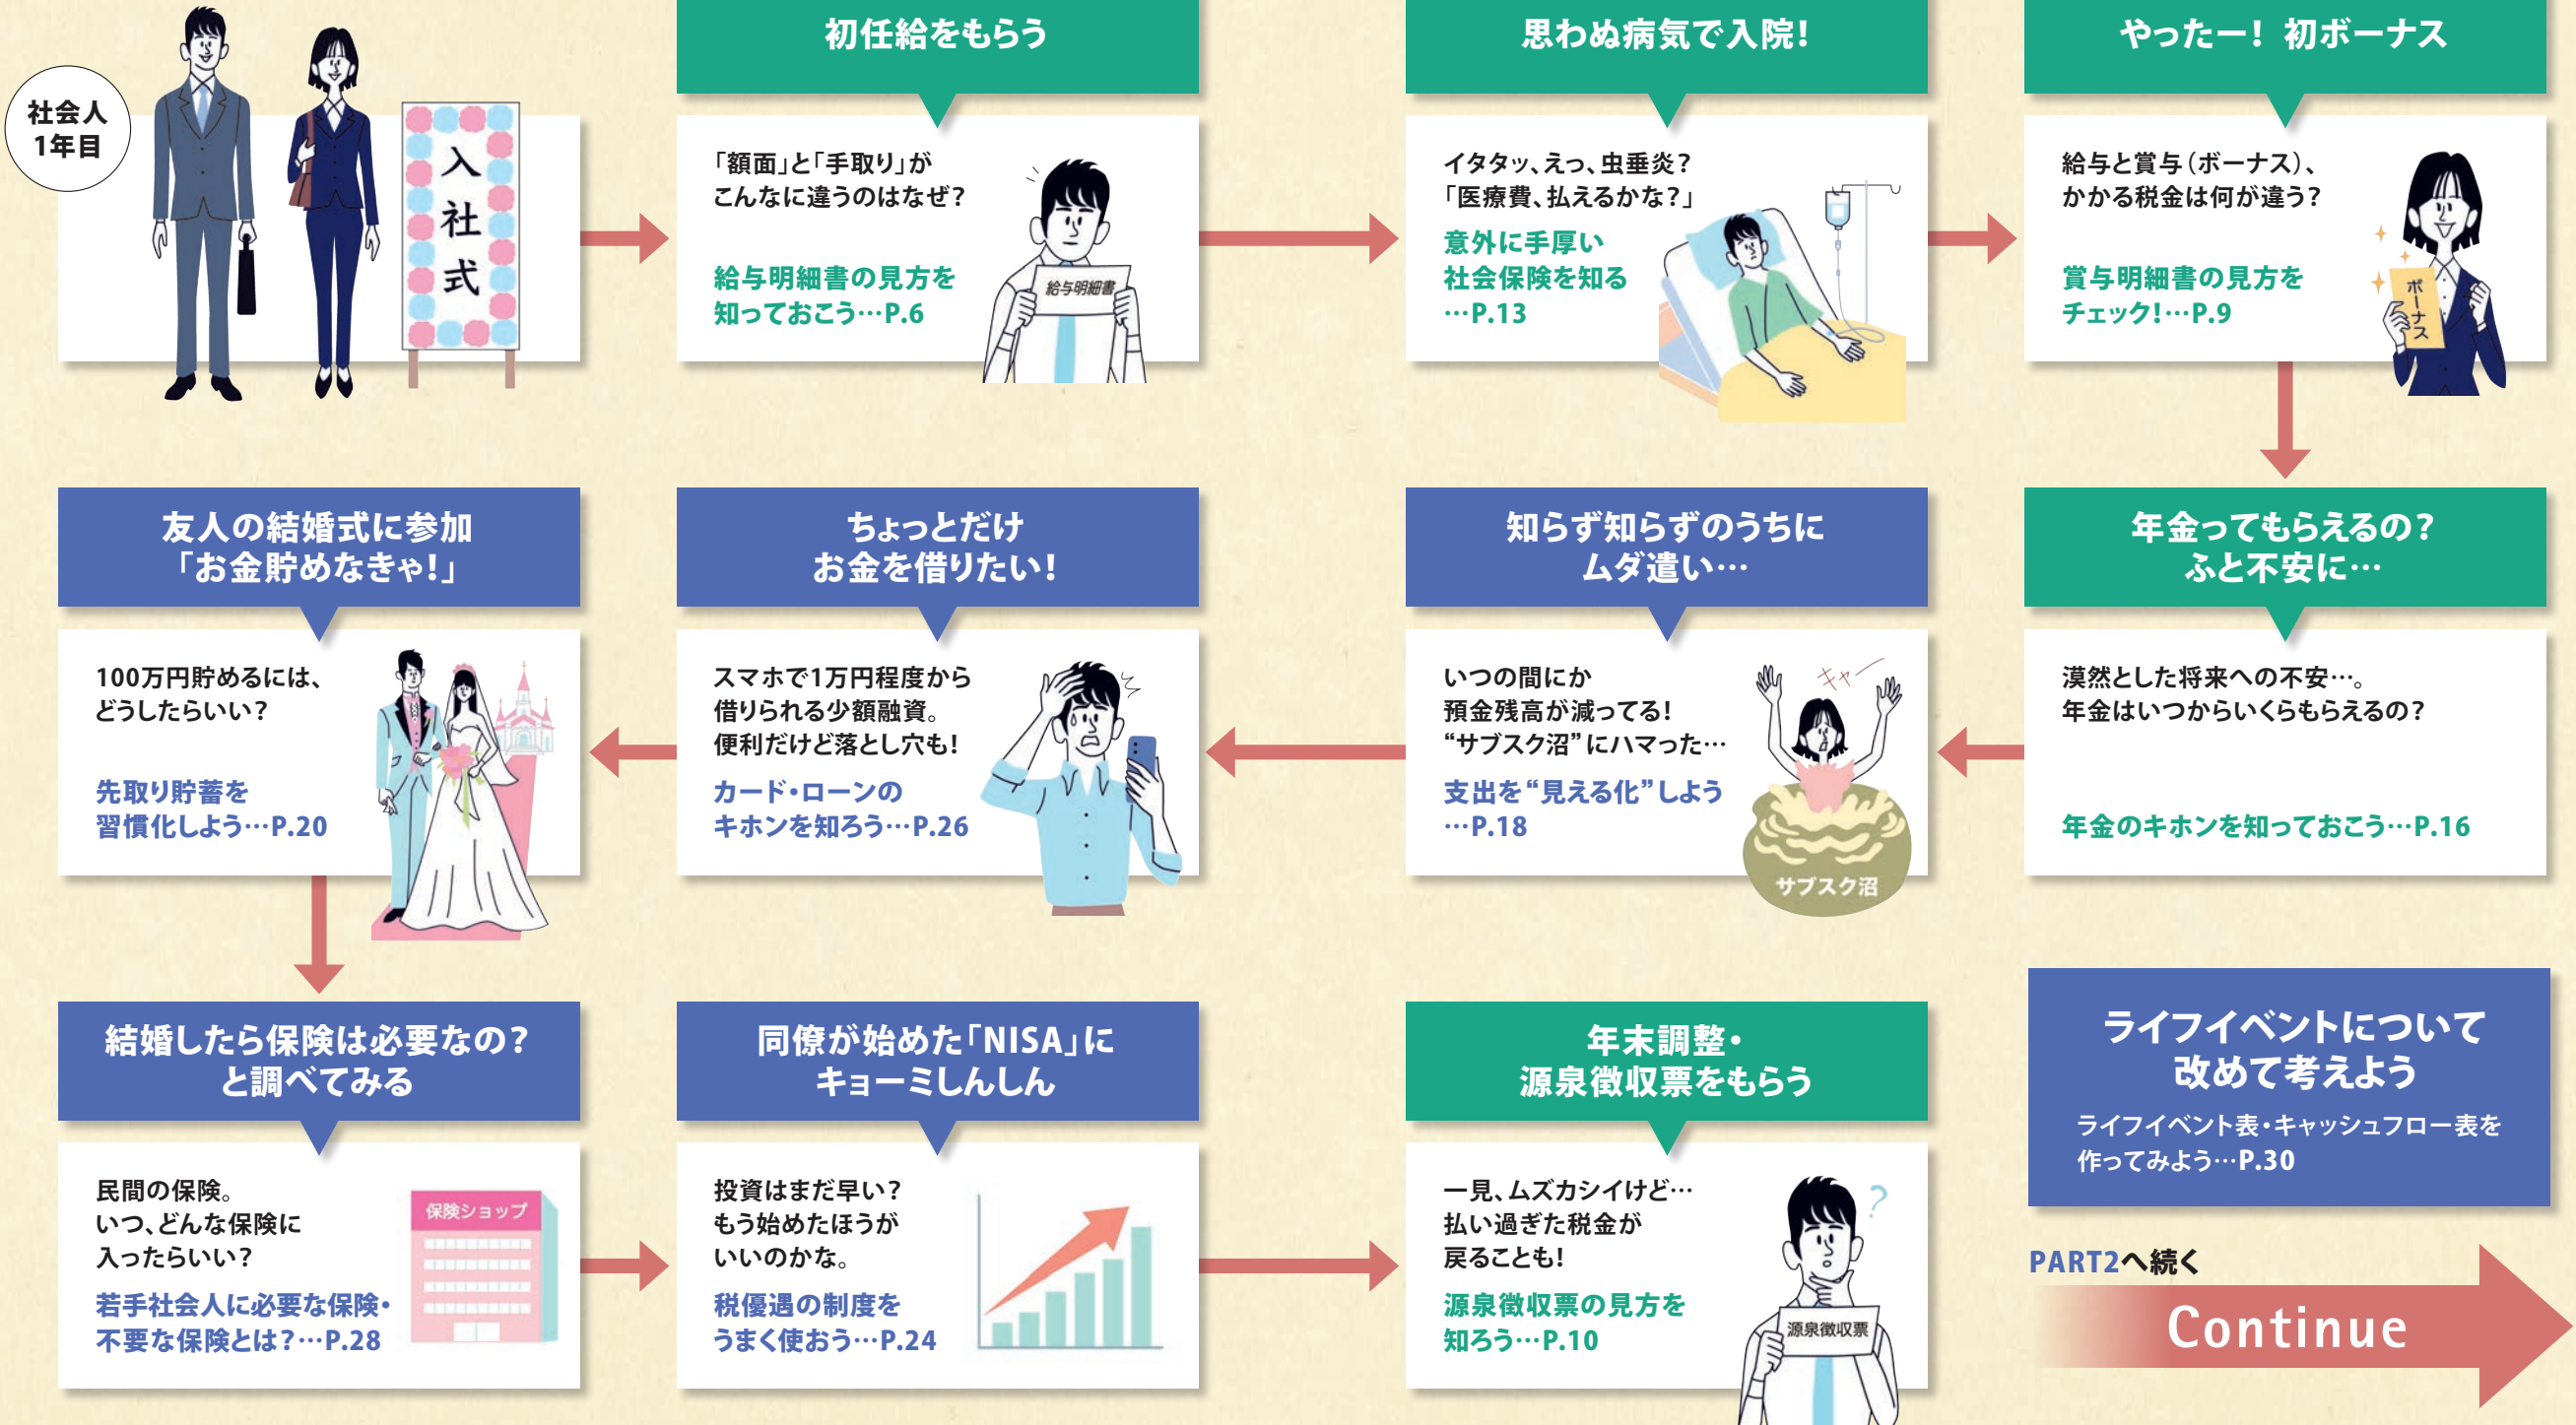 社会人
1年目
入社式
初任給をもらう
「額面」と「手取り」が
こんなに違うのはなぜ?
給与明細書の見方を
知っておこう…P.6
給与明細書
思わぬ病気で入院!
イタタッ、えっ、虫垂炎?
「医療費、払えるかな?」
意外に手厚い
社会保険を知る
…P.13
やったー! 初ボーナス
給与と賞与(ボーナス)、
かかる税金は何が違う?
賞与明細書の見方を
チェック!…P.9
ボーナス
年金ってもらえるの?
ふと不安に…
漠然とした将来への不安…。
年金はいつからいくらもらえるの?
年金のキホンを知っておこう…P.16
知らず知らずのうちに
ムダ遣い…
いつの間にか
預金残高が減ってる!
“サブスク沼”にハマった…
支出を“見える化”しよう
…P.18
キャー
サブスク沼
ちょっとだけ
お金を借りたい!
スマホで1万円程度から
借りられる少額融資。
便利だけど落とし穴も!
カード・ローンの
キホンを知ろう…P.26
友人の結婚式に参加
「お金貯めなきゃ!」
100万円貯めるには、
どうしたらいい?
先取り貯蓄を
習慣化しよう…P.20
結婚したら保険は必要なの?
と調べてみる
民間の保険。
いつ、どんな保険に
入ったらいい?
若手社会人に必要な保険・
不要な保険とは?…P.28
保険ショップ
同僚が始めた「NISA」に
キョーミしんしん
投資はまだ早い?
もう始めたほうが
いいのかな。
税優遇の制度を
うまく使おう…P.24
年末調整・
源泉徴収票をもらう
一見、ムズカシイけど…
払い過ぎた税金が
戻ることも!
源泉徴収票の見方を
知ろう…P.10
?
源泉徴収票
ライフイベントについて
改めて考えよう
ライフイベント表・キャッシュフロー表を
作ってみよう…P.30
PART2へ続く
Continue